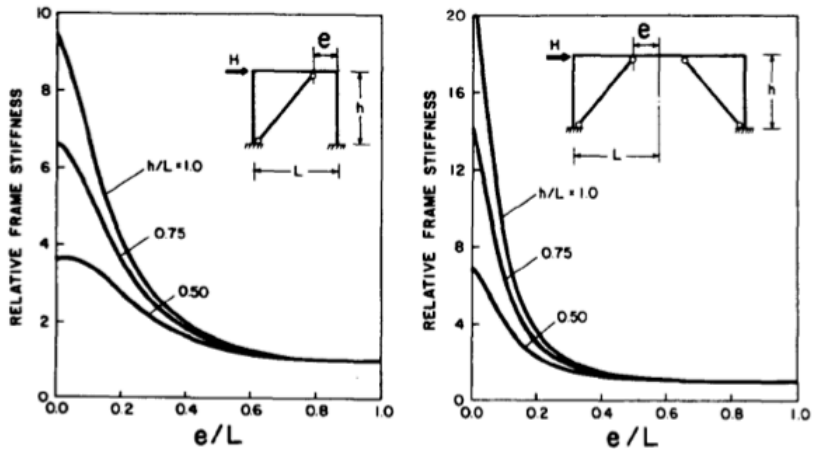 RELATIVE FRAME STIFFNESS
10
8
6
4
2
0
0.0 0.2 0.4 0.6 0.8 1.0
e/L
h/L = 1.0
0.75
0.50
H
e
h
L
RELATIVE FRAME STIFFNESS
20
16
12
8
4
0
0.0 0.2 0.4 0.6 0.8 1.0
e/L
h/L = 1.0
0.75
0.50
H
e
h
L